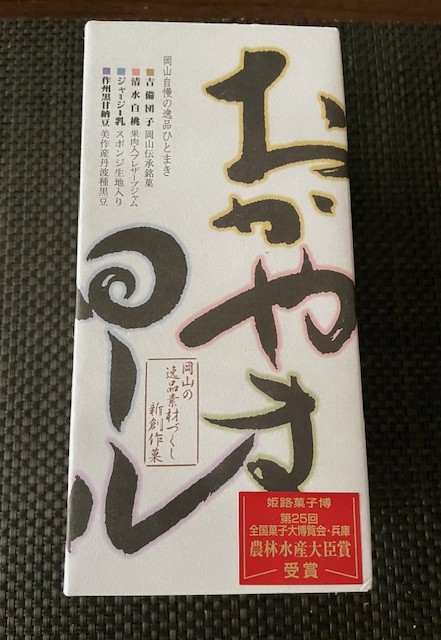 おかやま
ロール
岡山自慢の逸品ひとまき
吉備団子 岡山伝承銘菓
清水白桃 果肉入プレザーブジャム
ジャージー乳 スポンジ生地入り
作州黒甘納豆 美作産丹波種黒豆
岡山の
逸品素材づくし
新創作菓
姫路菓子博
第25回
全国菓子大博覧会・兵庫
農林水産大臣賞
受賞